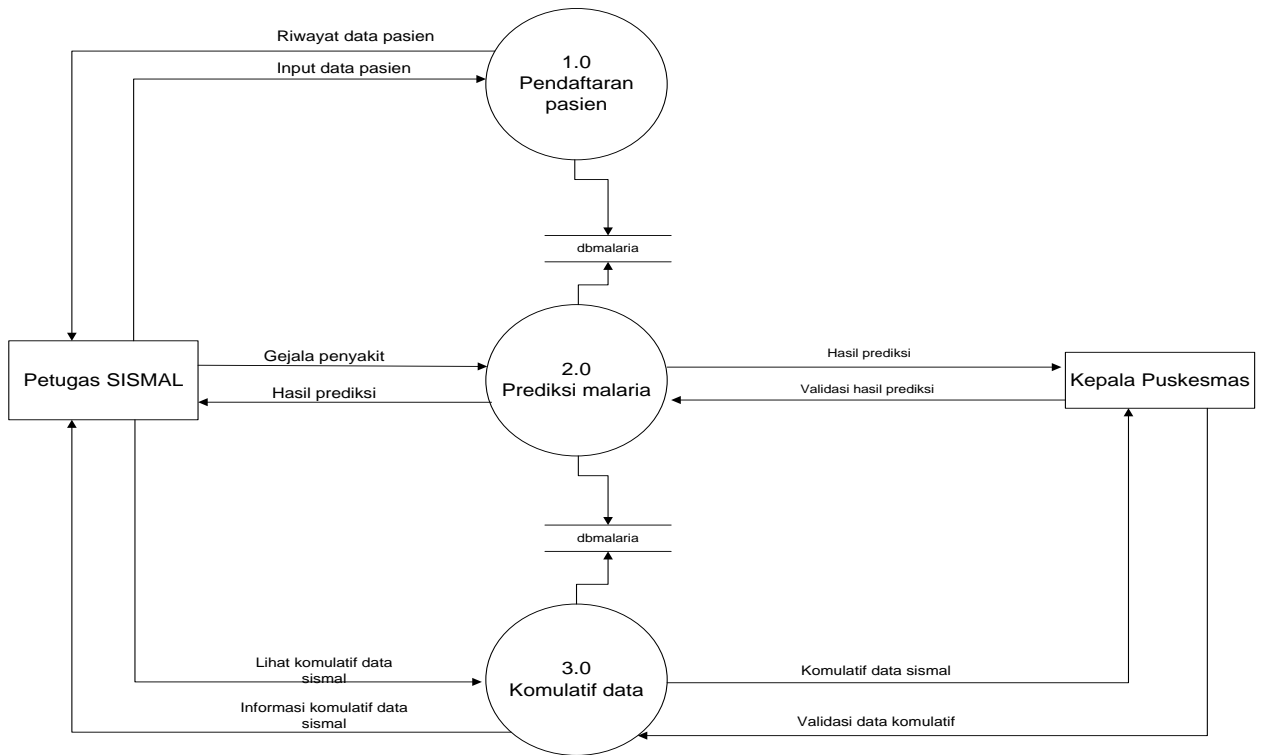 Riwayat data pasien
Input data pasien
1.0
Pendaftaran
pasien
dbmalaria
Petugas SISMAL
Gejala penyakit
Hasil prediksi
2.0
Prediksi malaria
Hasil prediksi
Validasi hasil prediksi
Kepala Puskesmas
dbmalaria
Lihat komulatif data
sismal
Informasi komulatif data
sismal
3.0
Komulatif data
Komulatif data sismal
Validasi data komulatif